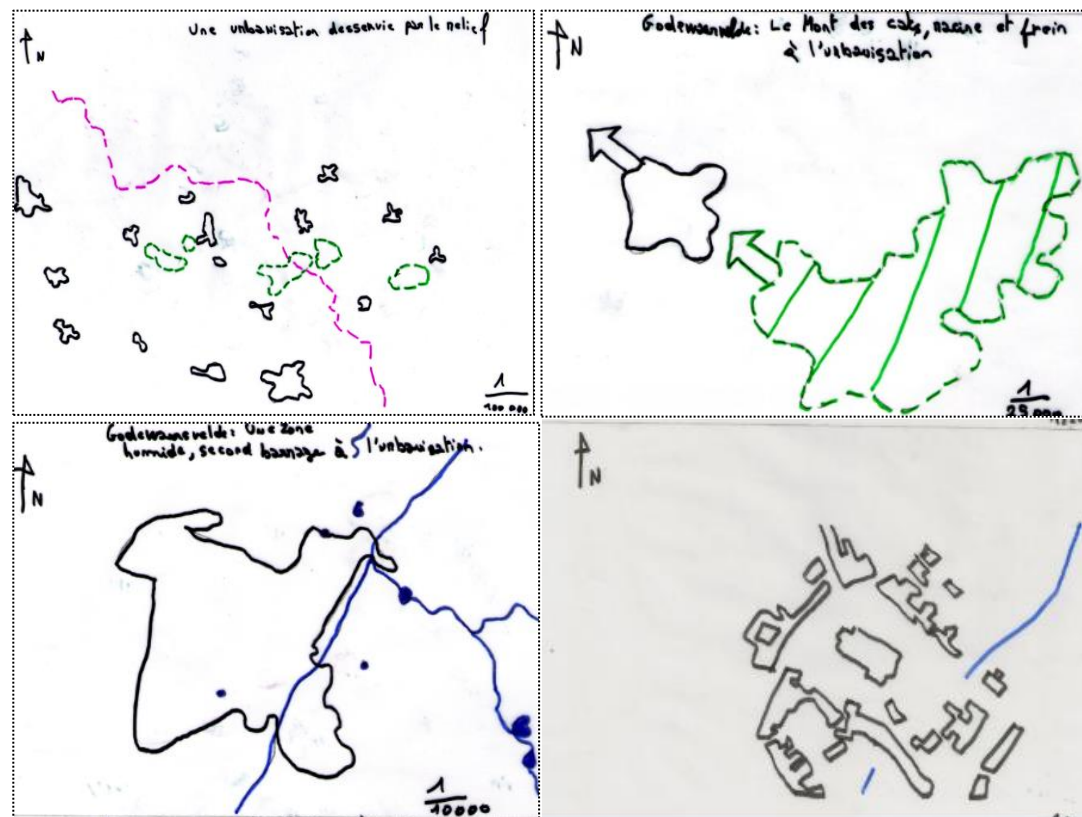 Une urbanisation desservie par le relief
N
1
100 000
Godewaersvelde: Le Mont des cats, racine et frein
à l'urbanisation
N
1
25 000
Godewaersvelde: Une zone
humide, second barrage à l'urbanisation.
N
1
10000
N